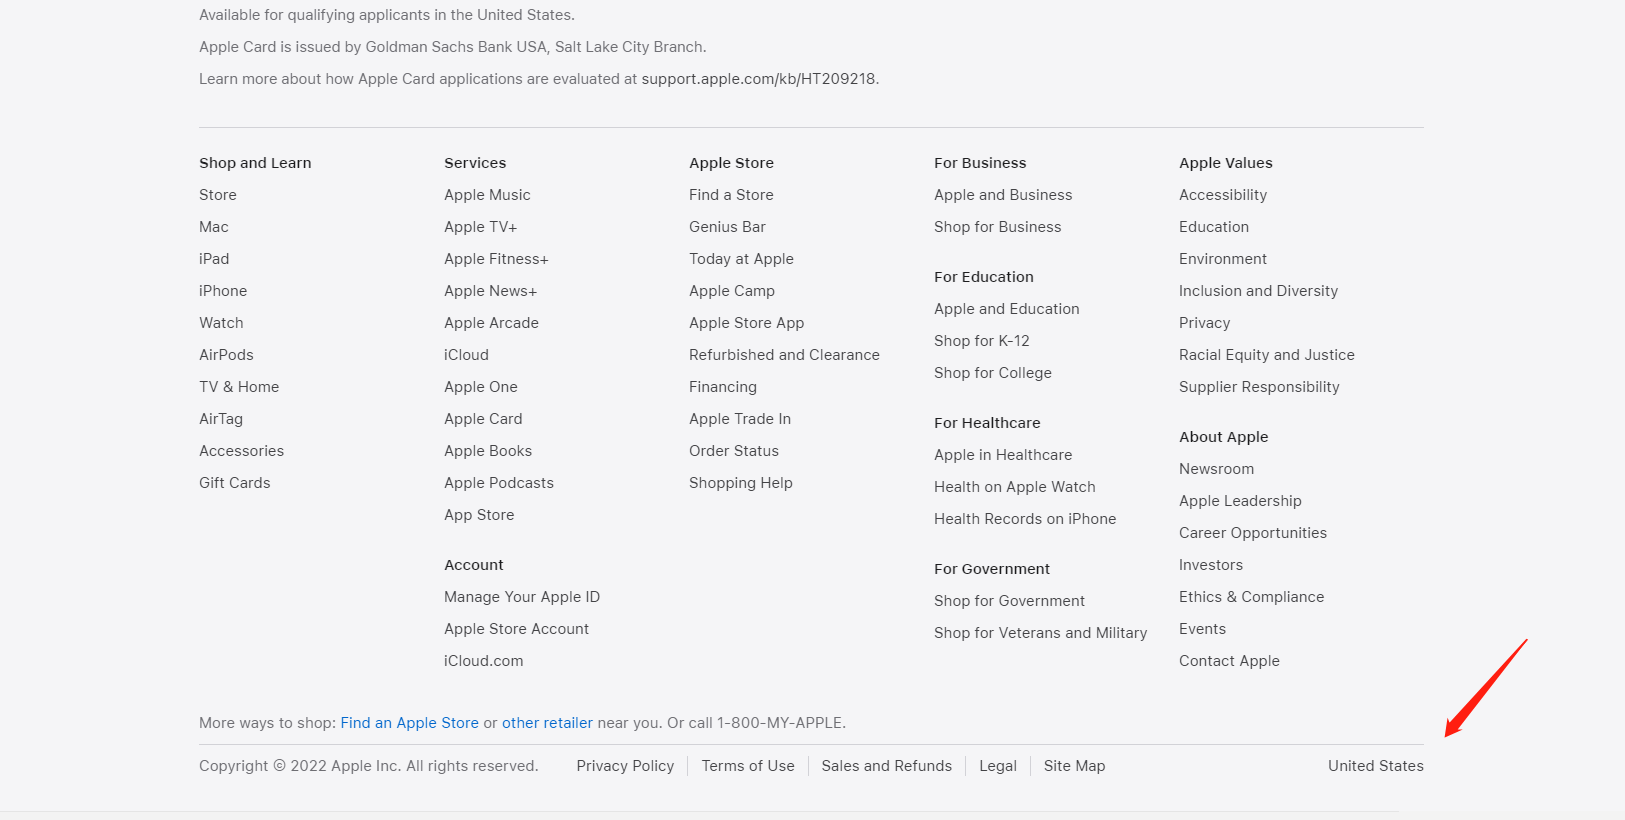 Available for qualifying applicants in the United States.
Apple Card is issued by Goldman Sachs Bank USA, Salt Lake City Branch.
Learn more about how Apple Card applications are evaluated at support.apple.com/kb/HT209218.
Shop and Learn
Store
Mac
iPad
iPhone
Watch
AirPods
TV & Home
AirTag
Accessories
Gift Cards
Services
Apple Music
Apple TV+
Apple Fitness+
Apple News+
Apple Arcade
iCloud
Apple One
Apple Card
Apple Books
Apple Podcasts
App Store
Account
Manage Your Apple ID
Apple Store Account
iCloud.com
Apple Store
Find a Store
Genius Bar
Today at Apple
Apple Camp
Apple Store App
Refurbished and Clearance
Financing
Apple Trade In
Order Status
Shopping Help
For Business
Apple and Business
Shop for Business
For Education
Apple and Education
Shop for K-12
Shop for College
For Healthcare
Apple in Healthcare
Health on Apple Watch
Health Records on iPhone
For Government
Shop for Government
Shop for Veterans and Military
Apple Values
Accessibility
Education
Environment
Inclusion and Diversity
Privacy
Racial Equity and Justice
Supplier Responsibility
About Apple
Newsroom
Apple Leadership
Career Opportunities
Investors
Ethics & Compliance
Events
Contact Apple
More ways to shop: Find an Apple Store or other retailer near you. Or call 1-800-MY-APPLE.
Copyright © 2022 Apple Inc. All rights reserved. Privacy Policy Terms of Use Sales and Refunds Legal Site Map United States